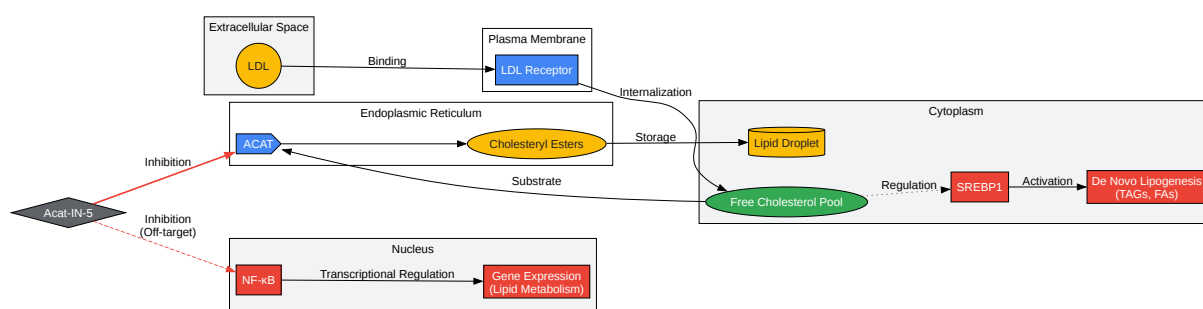 Extracellular Space
LDL
Binding
Plasma Membrane
LDL Receptor
Internalization
Endoplasmic Reticulum
ACAT
Cholesteryl Esters
Storage
Cytoplasm
Lipid Droplet
Inhibition
Substrate
Free Cholesterol Pool
Regulation
SREBP1
Activation
De Novo Lipogenesis
(TAGs, FAs)
Acat-IN-5
Inhibition
(Off-target)
Nucleus
NF-κB
Transcriptional Regulation
Gene Expression
(Lipid Metabolism)